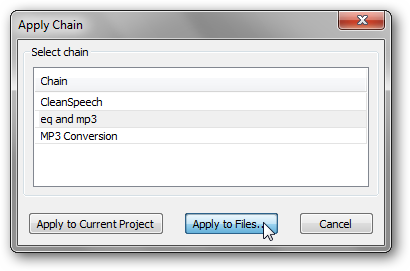 Apply Chain
Select chain
Chain
CleanSpeech
eq and mp3
MP3 Conversion
Apply to Current Project
Apply to Files...
Cancel